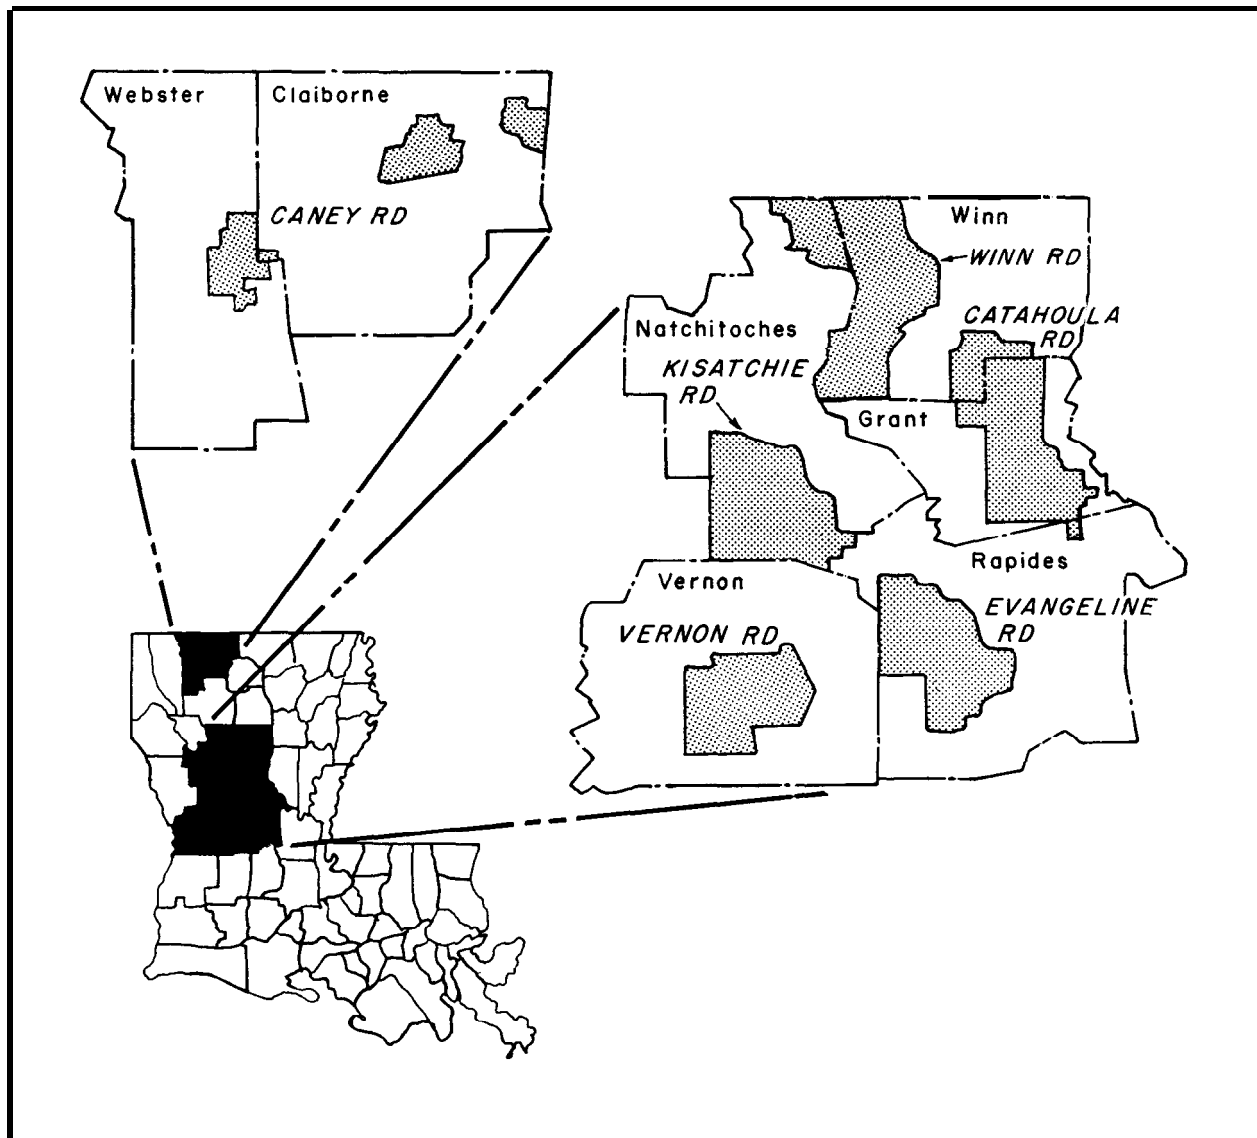 Webster
Claiborne
CANEY RD
Winn
WINN RD
Natchitoches
CATAHOULA
RD
KISATCHIE
RD
Grant
Rapides
Vernon
EVANGELINE
RD
VERNON RD